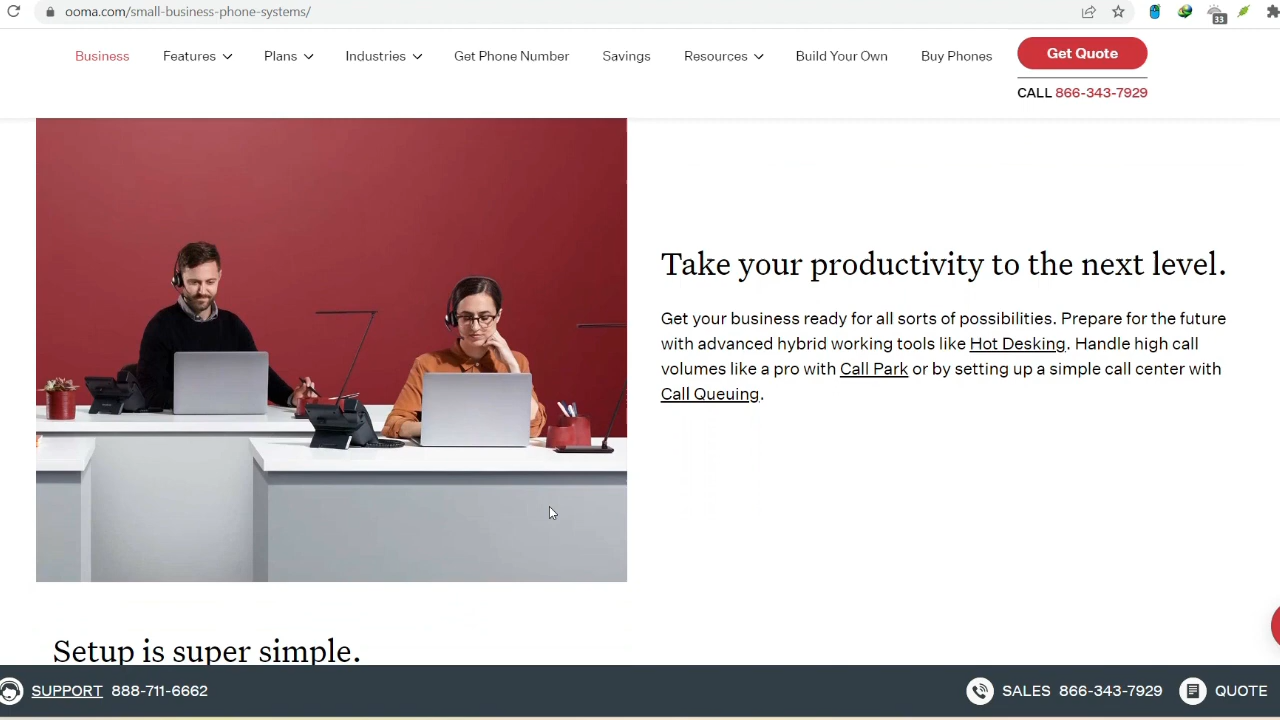 ooma.com/small-business-phone-systems/
33
Business Features Plans Industries Get Phone Number Savings Resources Build Your Own Buy Phones Get Quote
CALL 866-343-7929
Take your productivity to the next level.
Get your business ready for all sorts of possibilities. Prepare for the future
with advanced hybrid working tools like Hot Desking. Handle high call
volumes like a pro with Call Park or by setting up a simple call center with
Call Queuing.
Setup is super simple.
SUPPORT 888-711-6662 SALES 866-343-7929 QUOTE